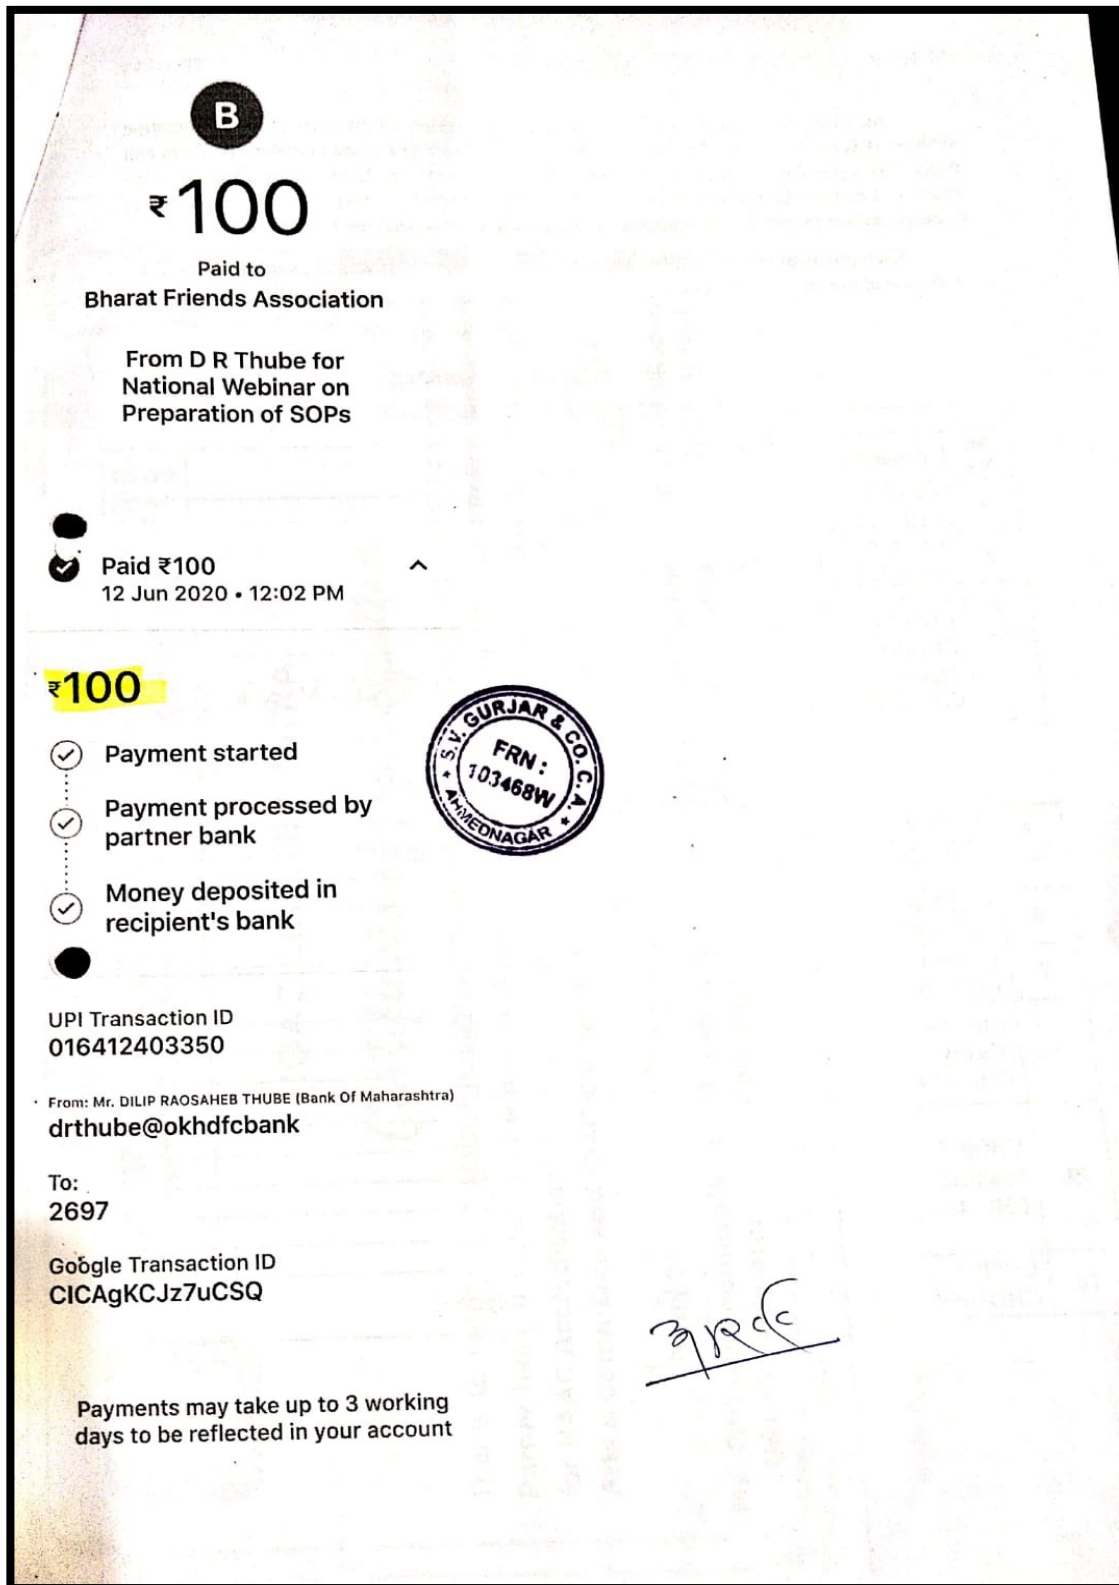 B
₹100
Paid to
Bharat Friends Association
From D R Thube for
National Webinar on
Preparation of SOPs
Paid ₹100
12 Jun 2020 • 12:02 PM
₹100
Payment started
Payment processed by
partner bank
Money deposited in
recipient's bank
* S.V. GURJAR & CO. C. A. *
FRN:
103468W
AHMEDNAGAR
UPI Transaction ID
016412403350
From: Mr. DILIP RAOSAHEB THUBE (Bank Of Maharashtra)
drthube@okhdfcbank
To:
2697
Google Transaction ID
CICAgKCJz7uCSQ
Payments may take up to 3 working
days to be reflected in your account